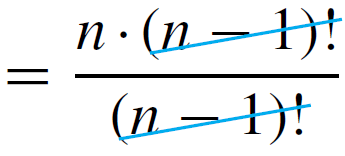 = n · (n − 1)! / (n − 1)!